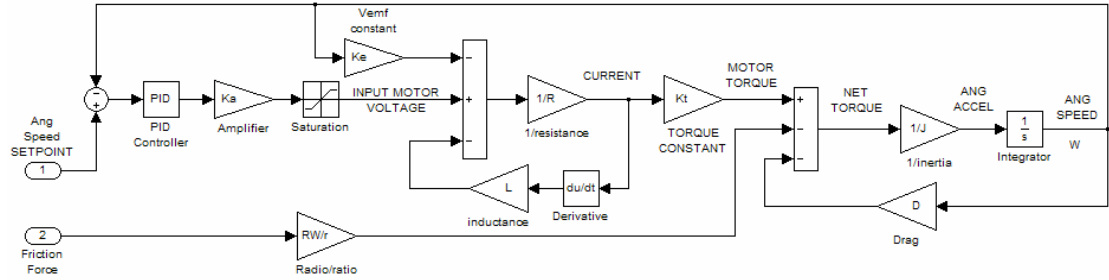 Vemf
constant
Ke
−
CURRENT
MOTOR
TORQUE
NET
TORQUE
ANG
ACCEL
ANG
SPEED
W
−
+
PID
PID
Controller
Ka
Amplifier
Saturation
INPUT MOTOR
VOLTAGE
+
−
1/R
1/resistance
Kt
TORQUE
CONSTANT
+
−
−
1/J
1/inertia
1
s
Integrator
Ang
Speed
SETPOINT
1
L
inductance
du/dt
Derivative
D
Drag
2
Friction
Force
RW/r
Radio/ratio